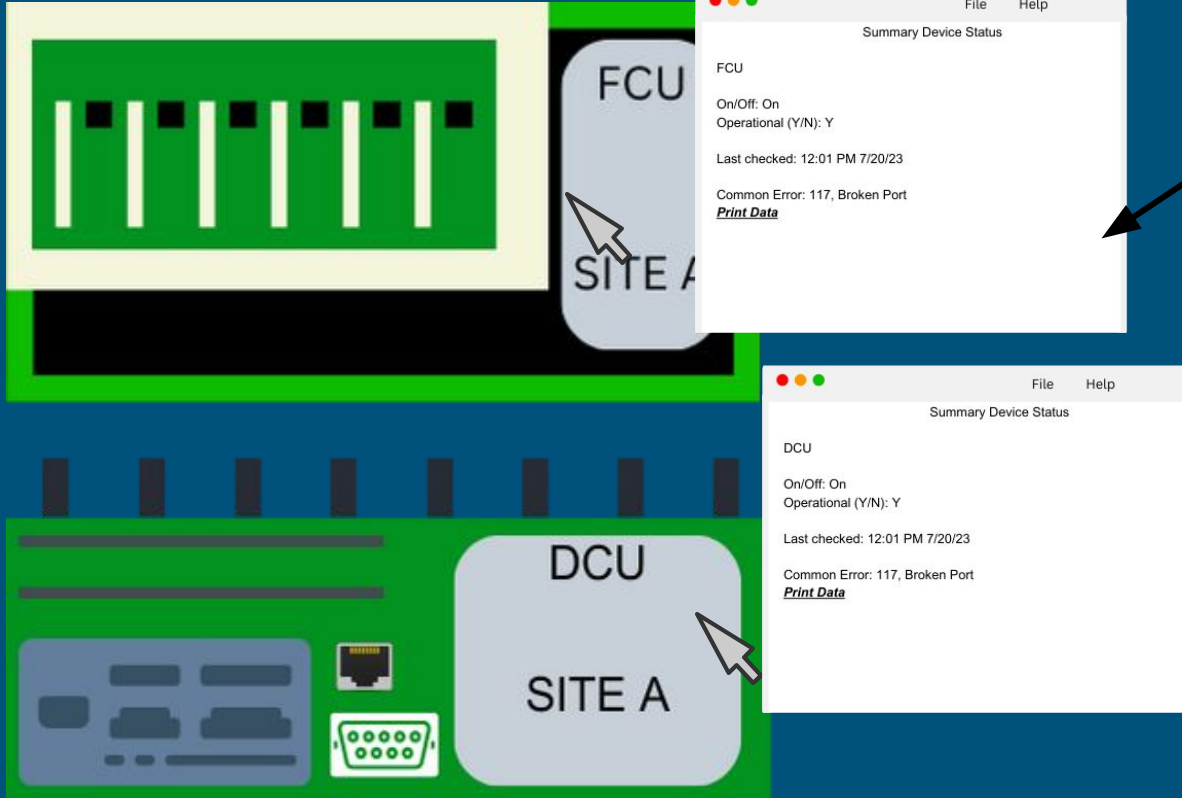 FCU
SITE A
File Help
Summary Device Status
FCU
On/Off: On
Operational (Y/N): Y
Last checked: 12:01 PM 7/20/23
Common Error: 117, Broken Port
Print Data
DCU
SITE A
File Help
Summary Device Status
DCU
On/Off: On
Operational (Y/N): Y
Last checked: 12:01 PM 7/20/23
Common Error: 117, Broken Port
Print Data